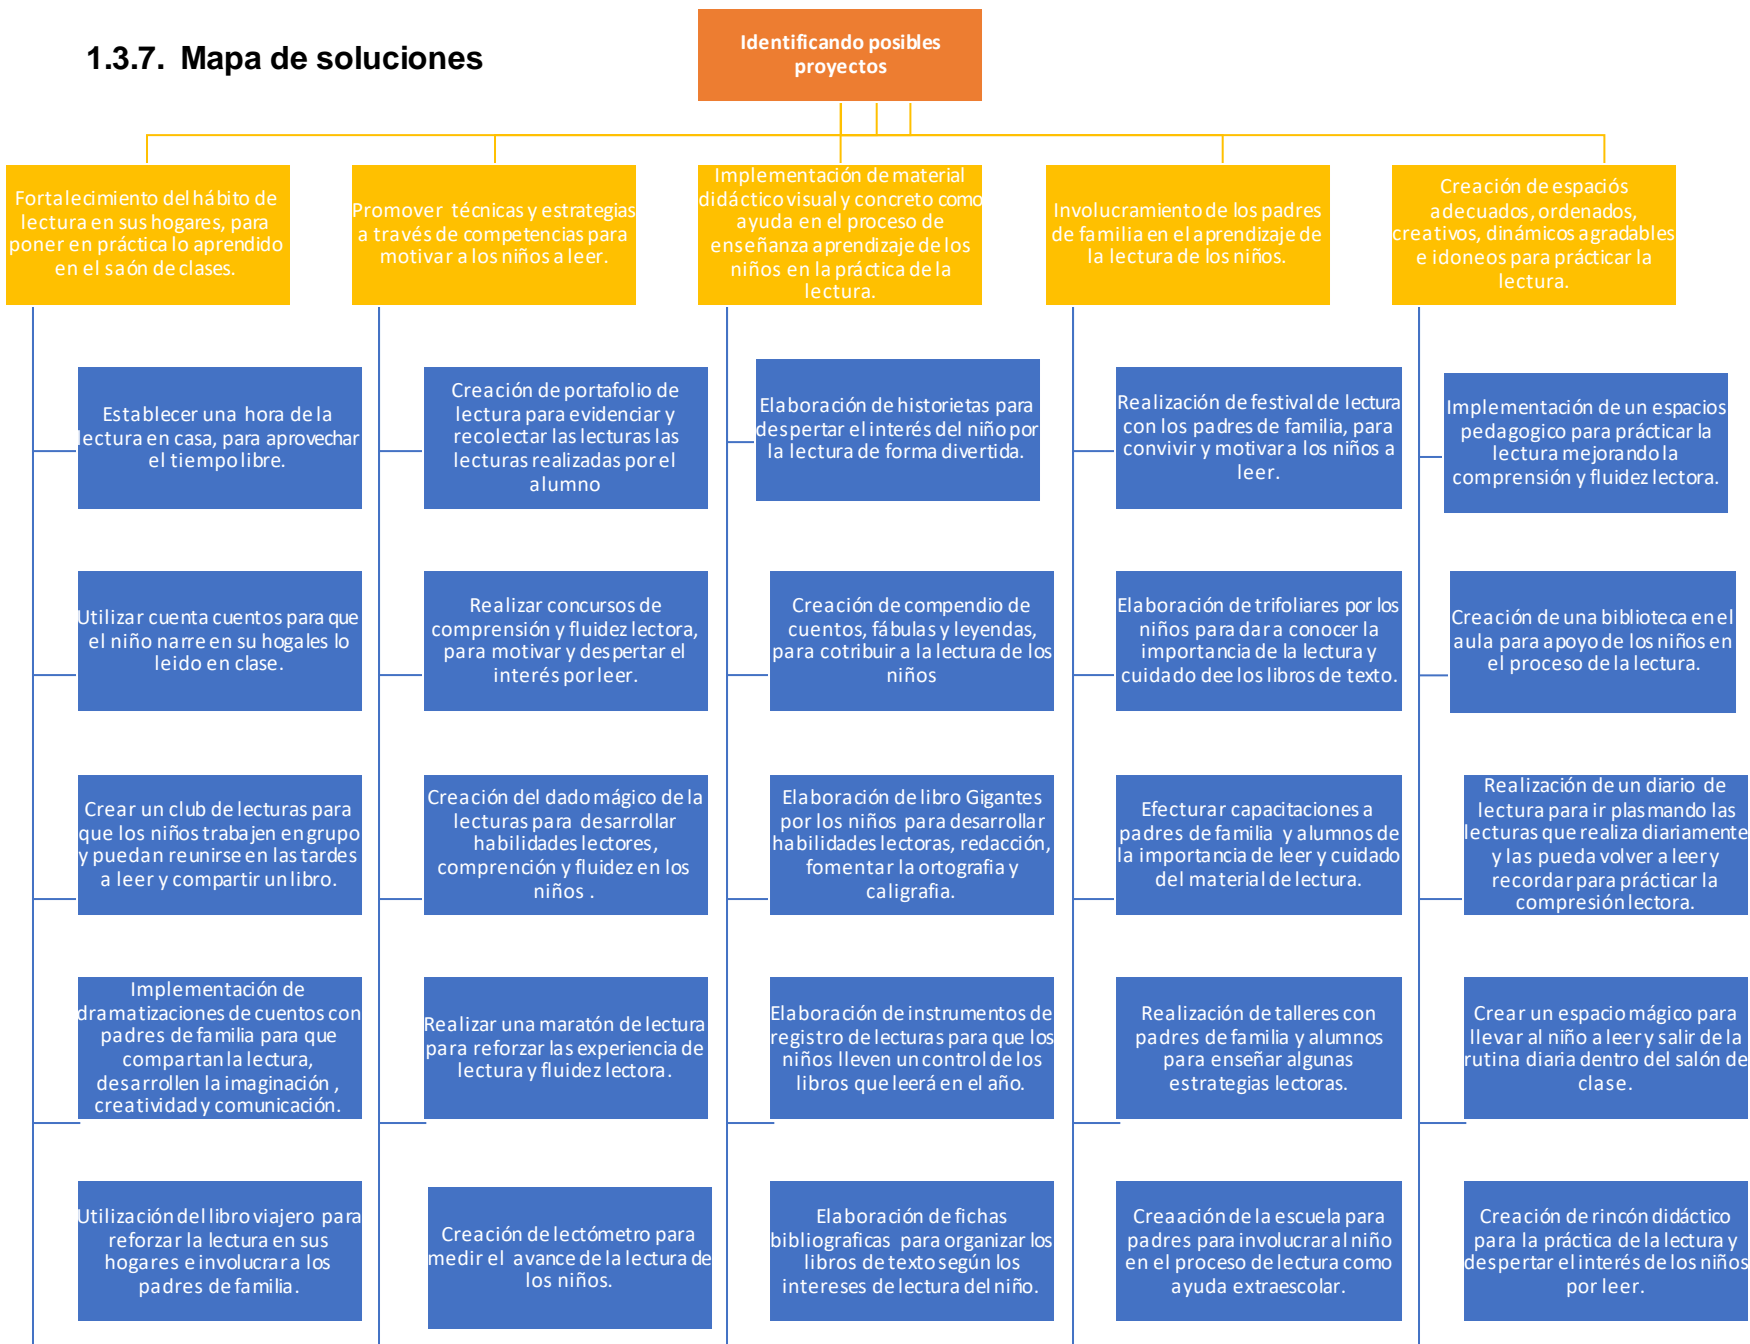 1.3.7. Mapa de soluciones
Identificando posibles
proyectos
Fortalecimiento del hábito de
lectura en sus hogares, para
poner en práctica lo aprendido
en el saón de clases.
Establecer una hora de la
lectura en casa, para aprovechar
el tiempo libre.
Utilizar cuenta cuentos para que
el niño narre en su hogales lo
leido en clase.
Crear un club de lecturas para
que los niños trabajen en grupo
y puedan reunirse en las tardes
a leer y compartir un libro.
Implementación de
dramatizaciones de cuentos con
padres de familia para que
compartan la lectura,
desarrollen la imaginación ,
creatividad y comunicación.
Utilización del libro viajero para
reforzar la lectura en sus
hogares e involucrar a los
padres de familia.
Promover técnicas y estrategias
a través de competencias para
motivar a los niños a leer.
Creación de portafolio de
lectura para evidenciar y
recolectar las lecturas las
lecturas realizadas por el
alumno
Realizar concursos de
comprensión y fluidez lectora,
para motivar y despertar el
interés por leer.
Creación del dado mágico de la
lecturas para desarrollar
habilidades lectores,
comprención y fluidez en los
niños .
Realizar una maratón de lectura
para reforzar las experiencia de
lectura y fluidez lectora.
Creación de lectómetro para
medir el avance de la lectura de
los niños.
Implementación de material
didáctico visual y concreto como
ayuda en el proceso de
enseñanza aprendizaje de los
niños en la práctica de la
lectura.
Elaboración de historietas para
despertar el interés del niño por
la lectura de forma divertida.
Creación de compendio de
cuentos, fábulas y leyendas,
para cotribuir a la lectura de los
niños
Elaboración de libro Gigantes
por los niños para desarrollar
habilidades lectoras, redacción,
fomentar la ortografia y
caligrafia.
Elaboración de instrumentos de
registro de lecturas para que los
niños lleven un control de los
libros que leerá en el año.
Elaboración de fichas
bibliograficas para organizar los
libros de texto según los
intereses de lectura del niño.
Involucramiento de los padres
de familia en el aprendizaje de
la lectura de los niños.
Realización de festival de lectura
con los padres de familia, para
convivir y motivar a los niños a
leer.
Elaboración de trifoliares por los
niños para dar a conocer la
importancia de la lectura y
cuidado dee los libros de texto.
Efecturar capacitaciones a
padres de familia y alumnos de
la importancia de leer y cuidado
del material de lectura.
Realización de talleres con
padres de familia y alumnos
para enseñar algunas
estrategias lectoras.
Creaación de la escuela para
padres para involucrar al niño
en el proceso de lectura como
ayuda extraescolar.
Creación de espaciós
adecuados, ordenados,
creativos, dinámicos agradables
e idoneos para prácticar la
lectura.
Implementación de un espacios
pedagogico para prácticar la
lectura mejorando la
comprensión y fluidez lectora.
Creación de una biblioteca en el
aula para apoyo de los niños en
el proceso de la lectura.
Realización de un diario de
lectura para ir plasmando las
lecturas que realiza diariamente
y las pueda volver a leer y
recordar para prácticar la
compresión lectora.
Crear un espacio mágico para
llevar al niño a leer y salir de la
rutina diaria dentro del salón de
clase.
Creación de rincón didáctico
para la práctica de la lectura y
despertar el interés de los niños
por leer.